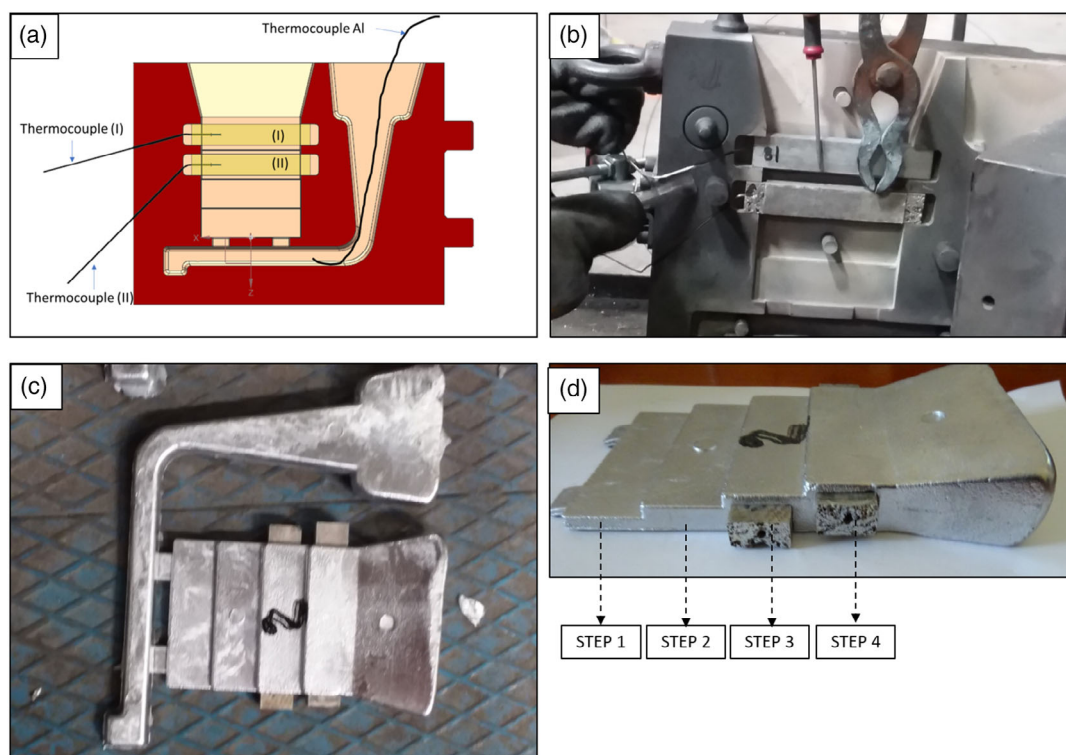 (a)
Thermocouple Al
Thermocouple (I)
(I)
(II)
Thermocouple (II)
X
Z
(b)
(c)
(d)
STEP 1
STEP 2
STEP 3
STEP 4